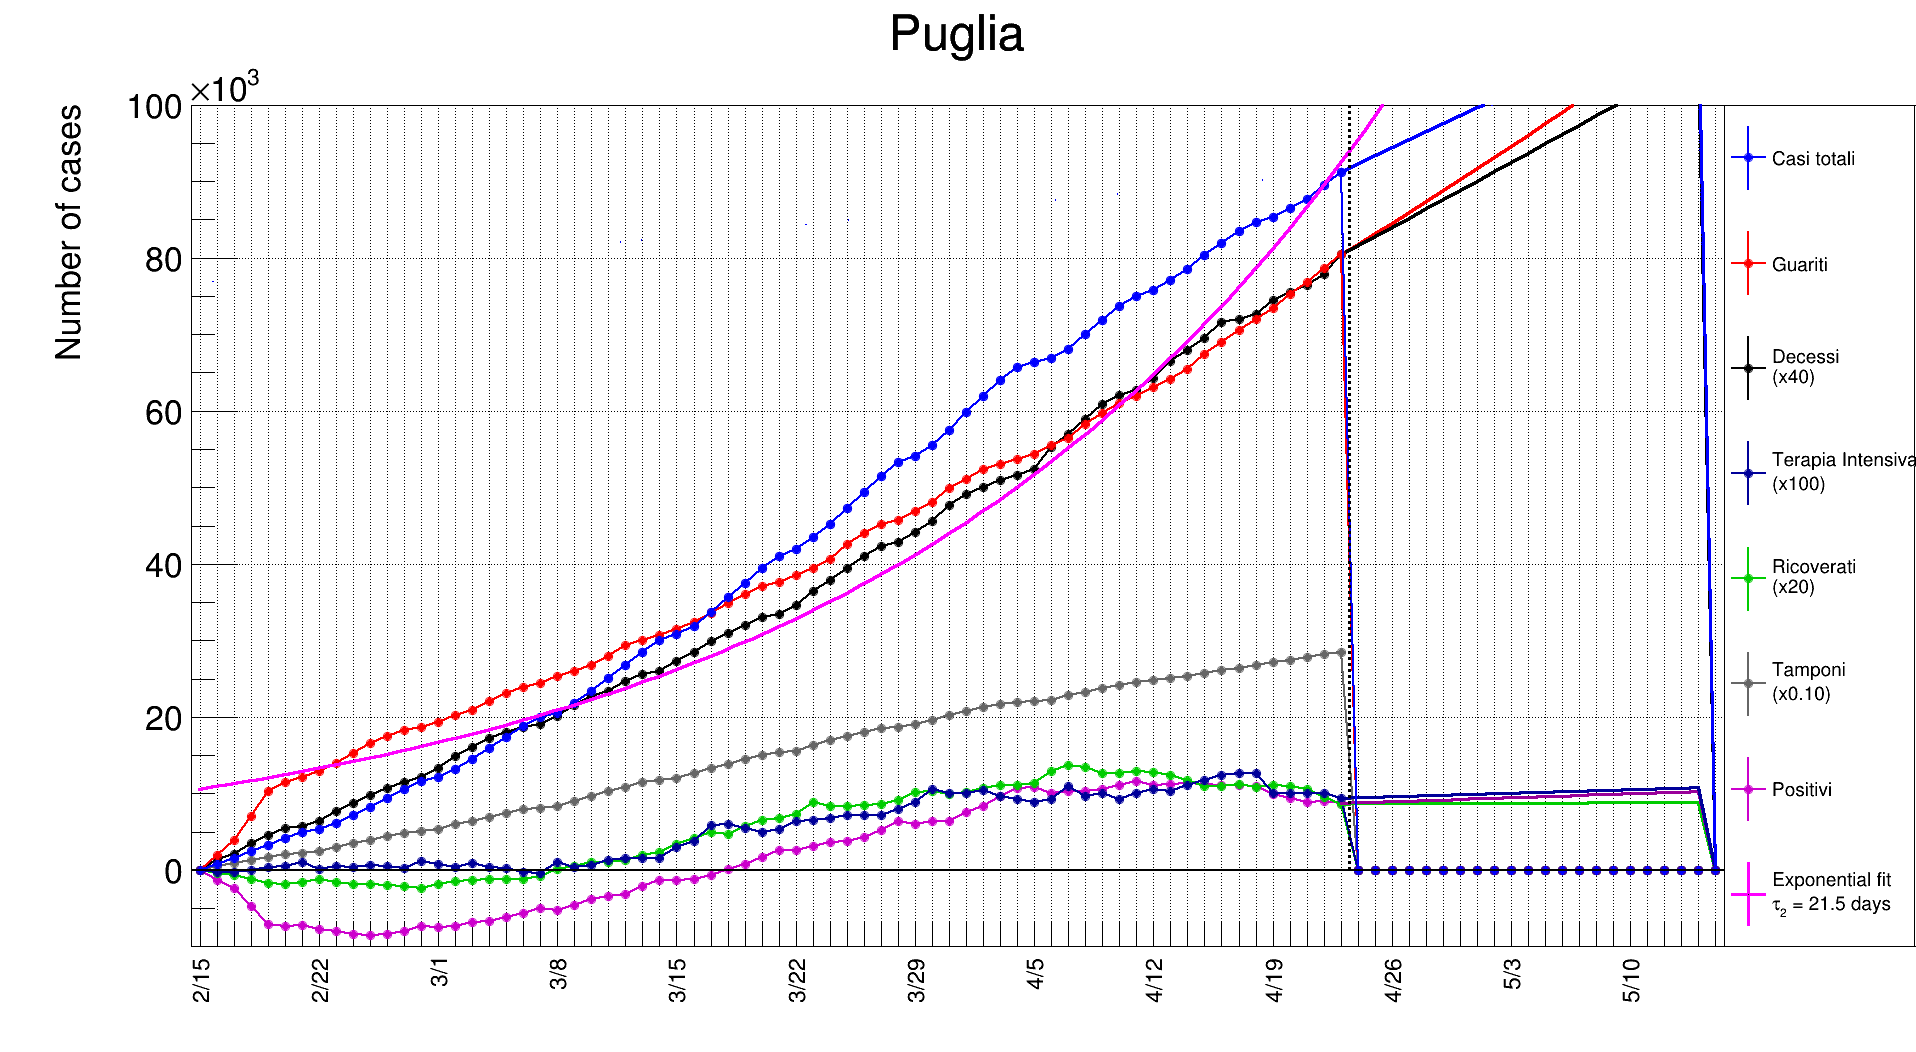 Puglia
×10³
Number of cases
100
80
60
40
20
0
2/15
2/22
3/1
3/8
3/15
3/22
3/29
4/5
4/12
4/19
4/26
5/3
5/10
Casi totali
Guariti
Decessi
(x40)
Terapia Intensiva
(x100)
Ricoverati
(x20)
Tamponi
(x0.10)
Positivi
Exponential fit
τ₂ = 21.5 days